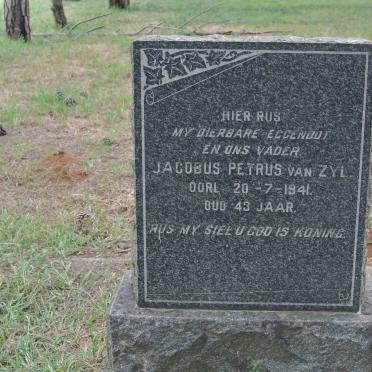 HIER RUS
MY DIERBARE EGGENOOT
EN ONS VADER
JACOBUS PETRUS VAN ZYL
OORL. 20-7-1941.
OUD 43 JAAR.
RUS MY SIEL U GOD IS KONING.